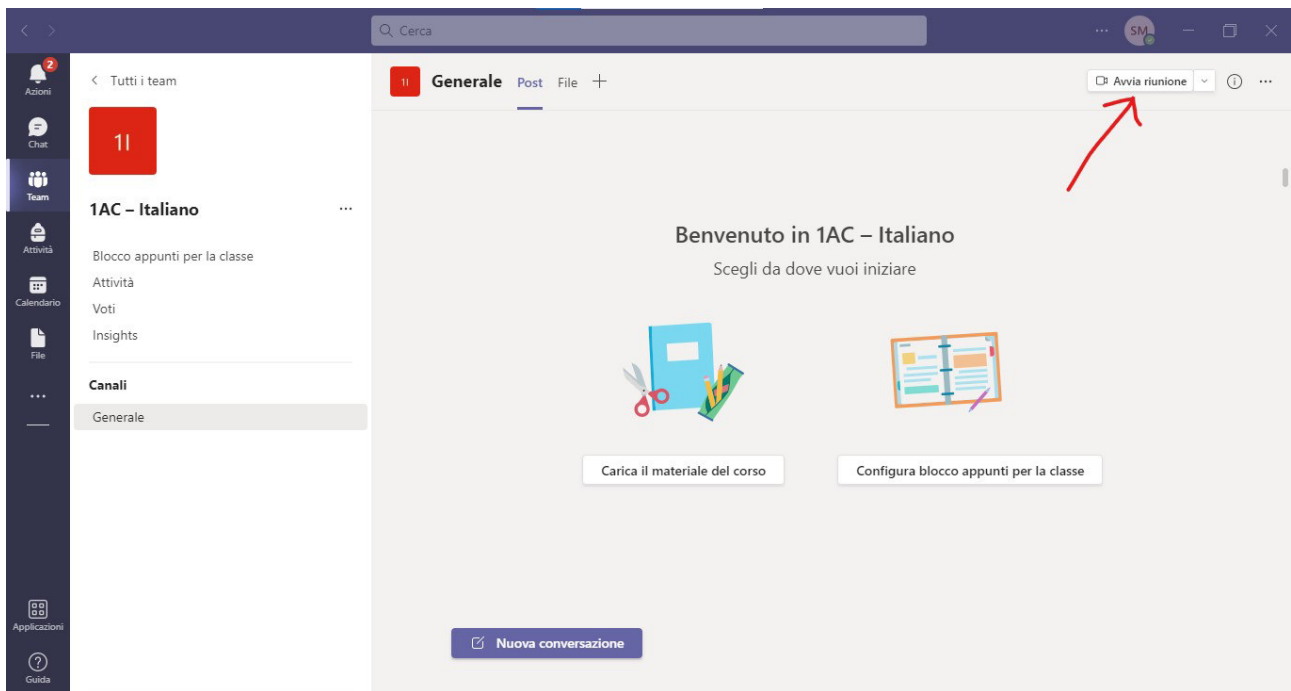 Cerca
...
SM
2
Azioni
Chat
Team
Attività
Calendario
File
...
Applicazioni
Guida
Tutti i team
1I
1AC – Italiano
...
Blocco appunti per la classe
Attività
Voti
Insights
Canali
Generale
1I Generale Post File
Avvia riunione
...
Benvenuto in 1AC – Italiano
Scegli da dove vuoi iniziare
Carica il materiale del corso
Configura blocco appunti per la classe
Nuova conversazione